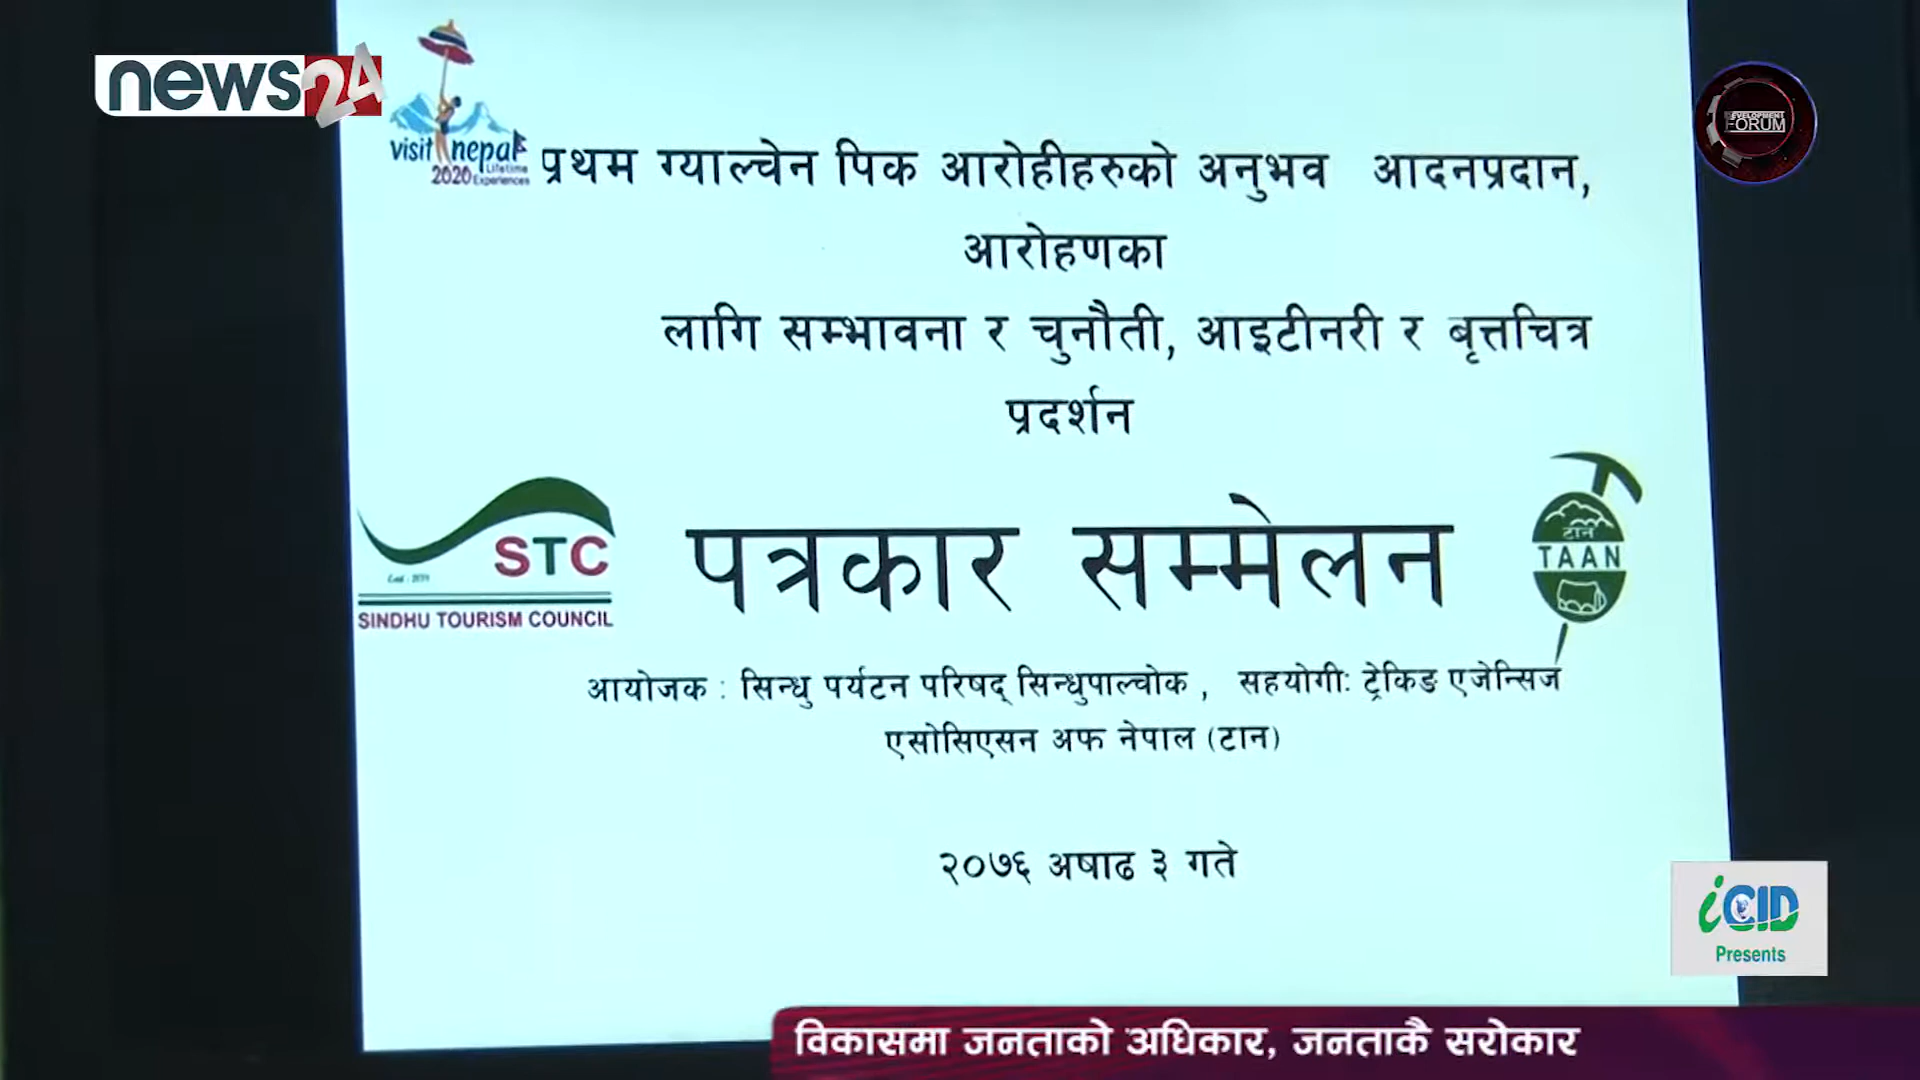 news24
DEVELOPMENT
FORUM
visit nepal
2020 Lifetime Experiences
प्रथम ग्याल्चेन पिक आरोहीहरुको अनुभव आदनप्रदान,
आरोहणका
लागि सम्भावना र चुनौती, आइटीनरी र बृत्तचित्र
प्रदर्शन
STC
SINDHU TOURISM COUNCIL
पत्रकार सम्मेलन
टान
TAAN
आयोजक : सिन्धु पर्यटन परिषद् सिन्धुपाल्चोक , सहयोगी: ट्रेकिङ एजेन्सिज
एसोसिएसन अफ नेपाल (टान)
२०७६ अषाढ ३ गते
iCID
Presents
विकासमा जनताको अधिकार, जनताकै सरोकार